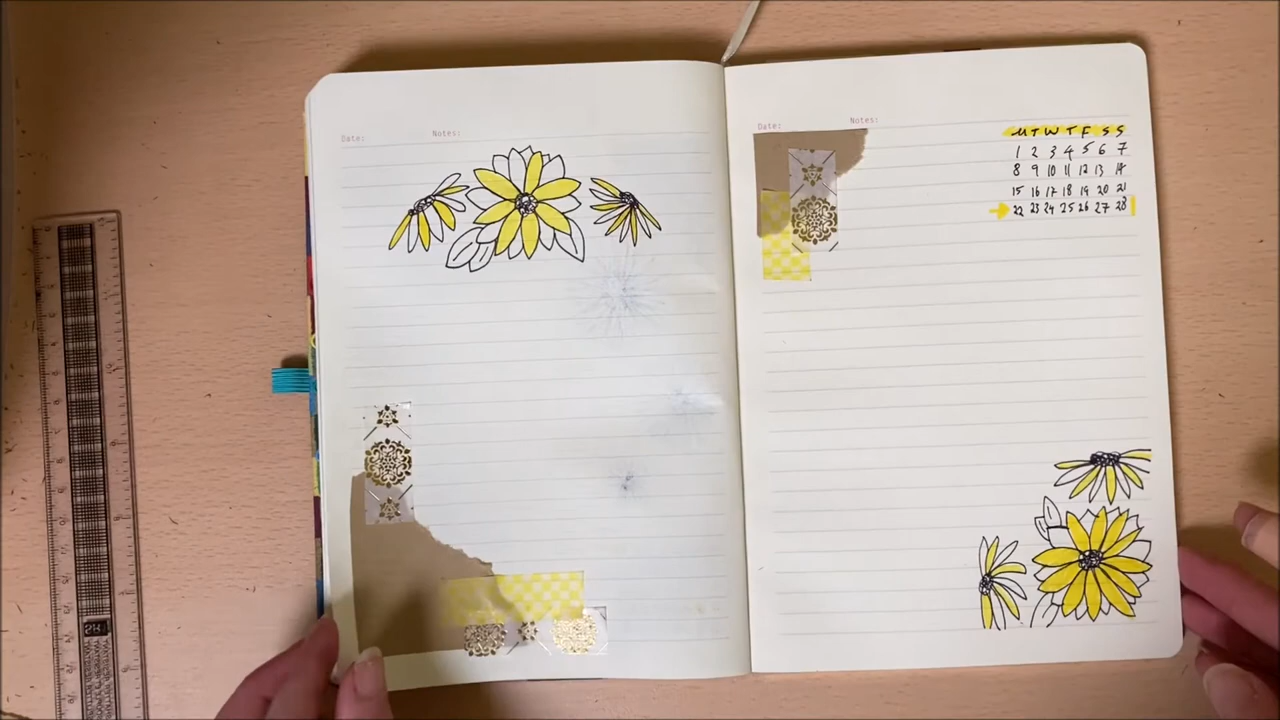 Date: Notes:
Date: Notes:
M T W T F S S
1 2 3 4 5 6 7
8 9 10 11 12 13 14
15 16 17 18 19 20 21
22 23 24 25 26 27 28